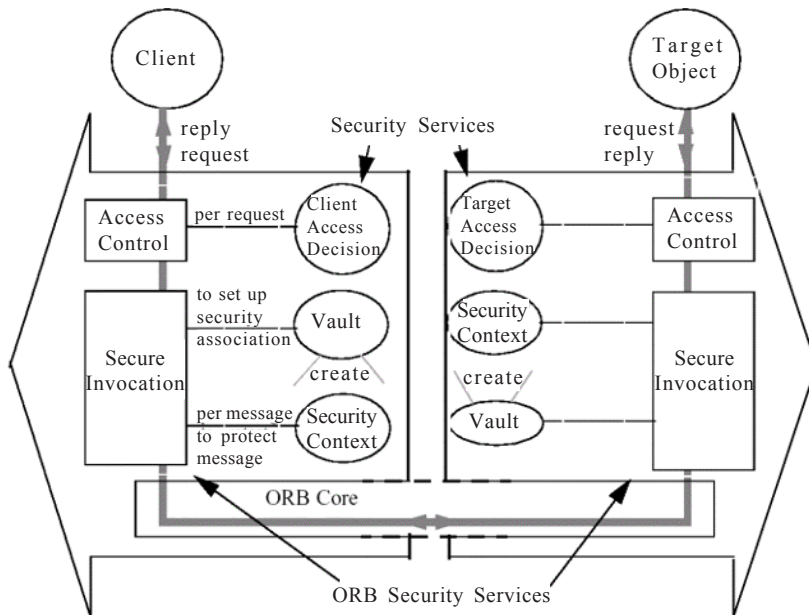 Client
Target
Object
reply
request
Security Services
request
reply
Access
Control
per request
Client
Access
Decision
Target
Access
Decision
Access
Control
to set up
security
association
Vault
Security
Context
Secure
Invocation
create
create
Secure
Invocation
per message
to protect
message
Security
Context
Vault
ORB Core
ORB Security Services